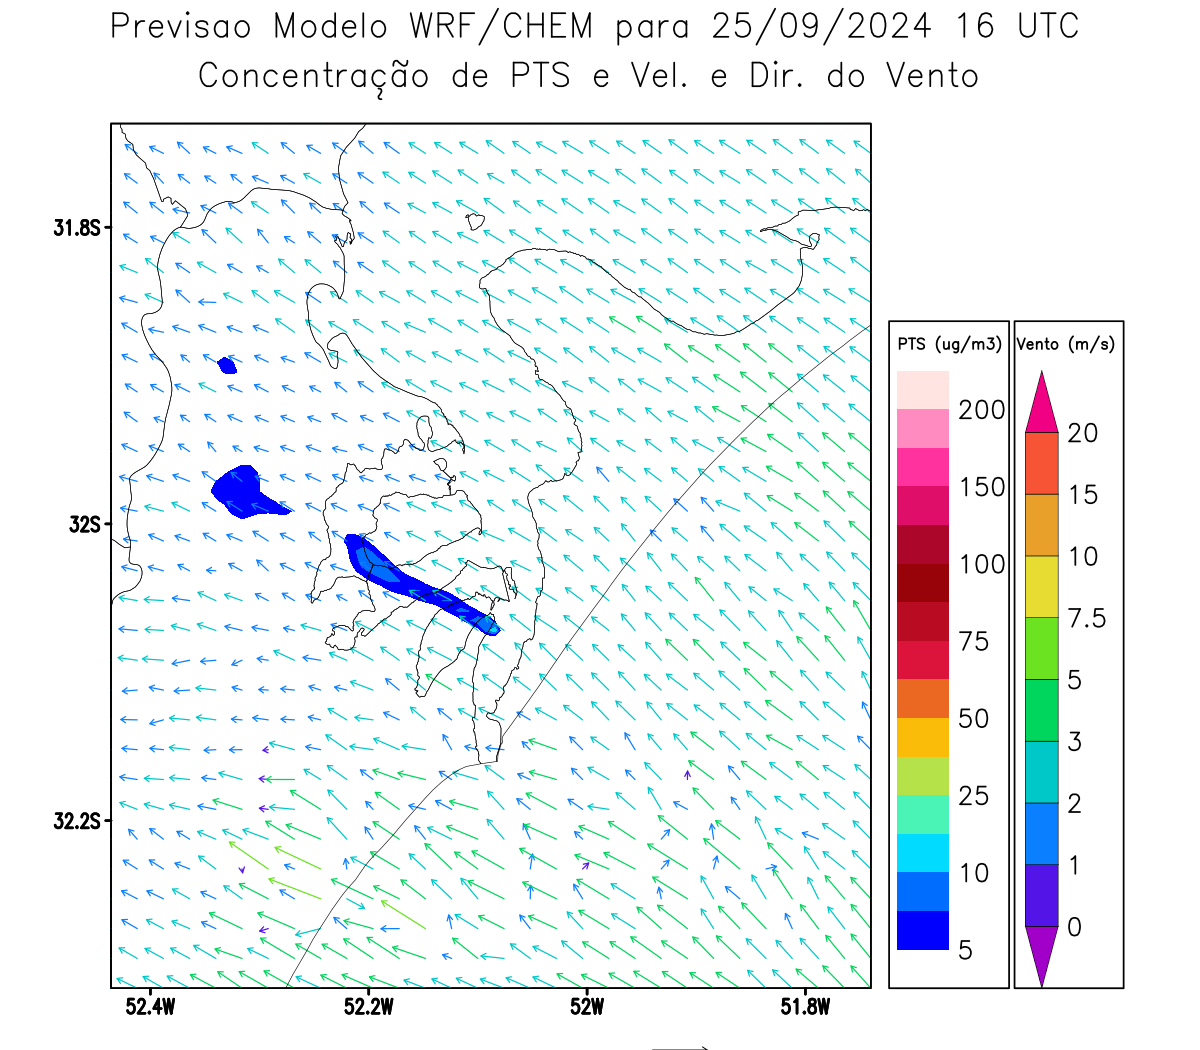 Previsao Modelo WRF/CHEM para 25/09/2024 16 UTC
Concentração de PTS e Vel. e Dir. do Vento
31.8S
32S
32.2S
52.4W 52.2W 52W 51.8W
PTS (ug/m3)
200
150
100
75
50
25
10
5
Vento (m/s)
20
15
10
7.5
5
3
2
1
0